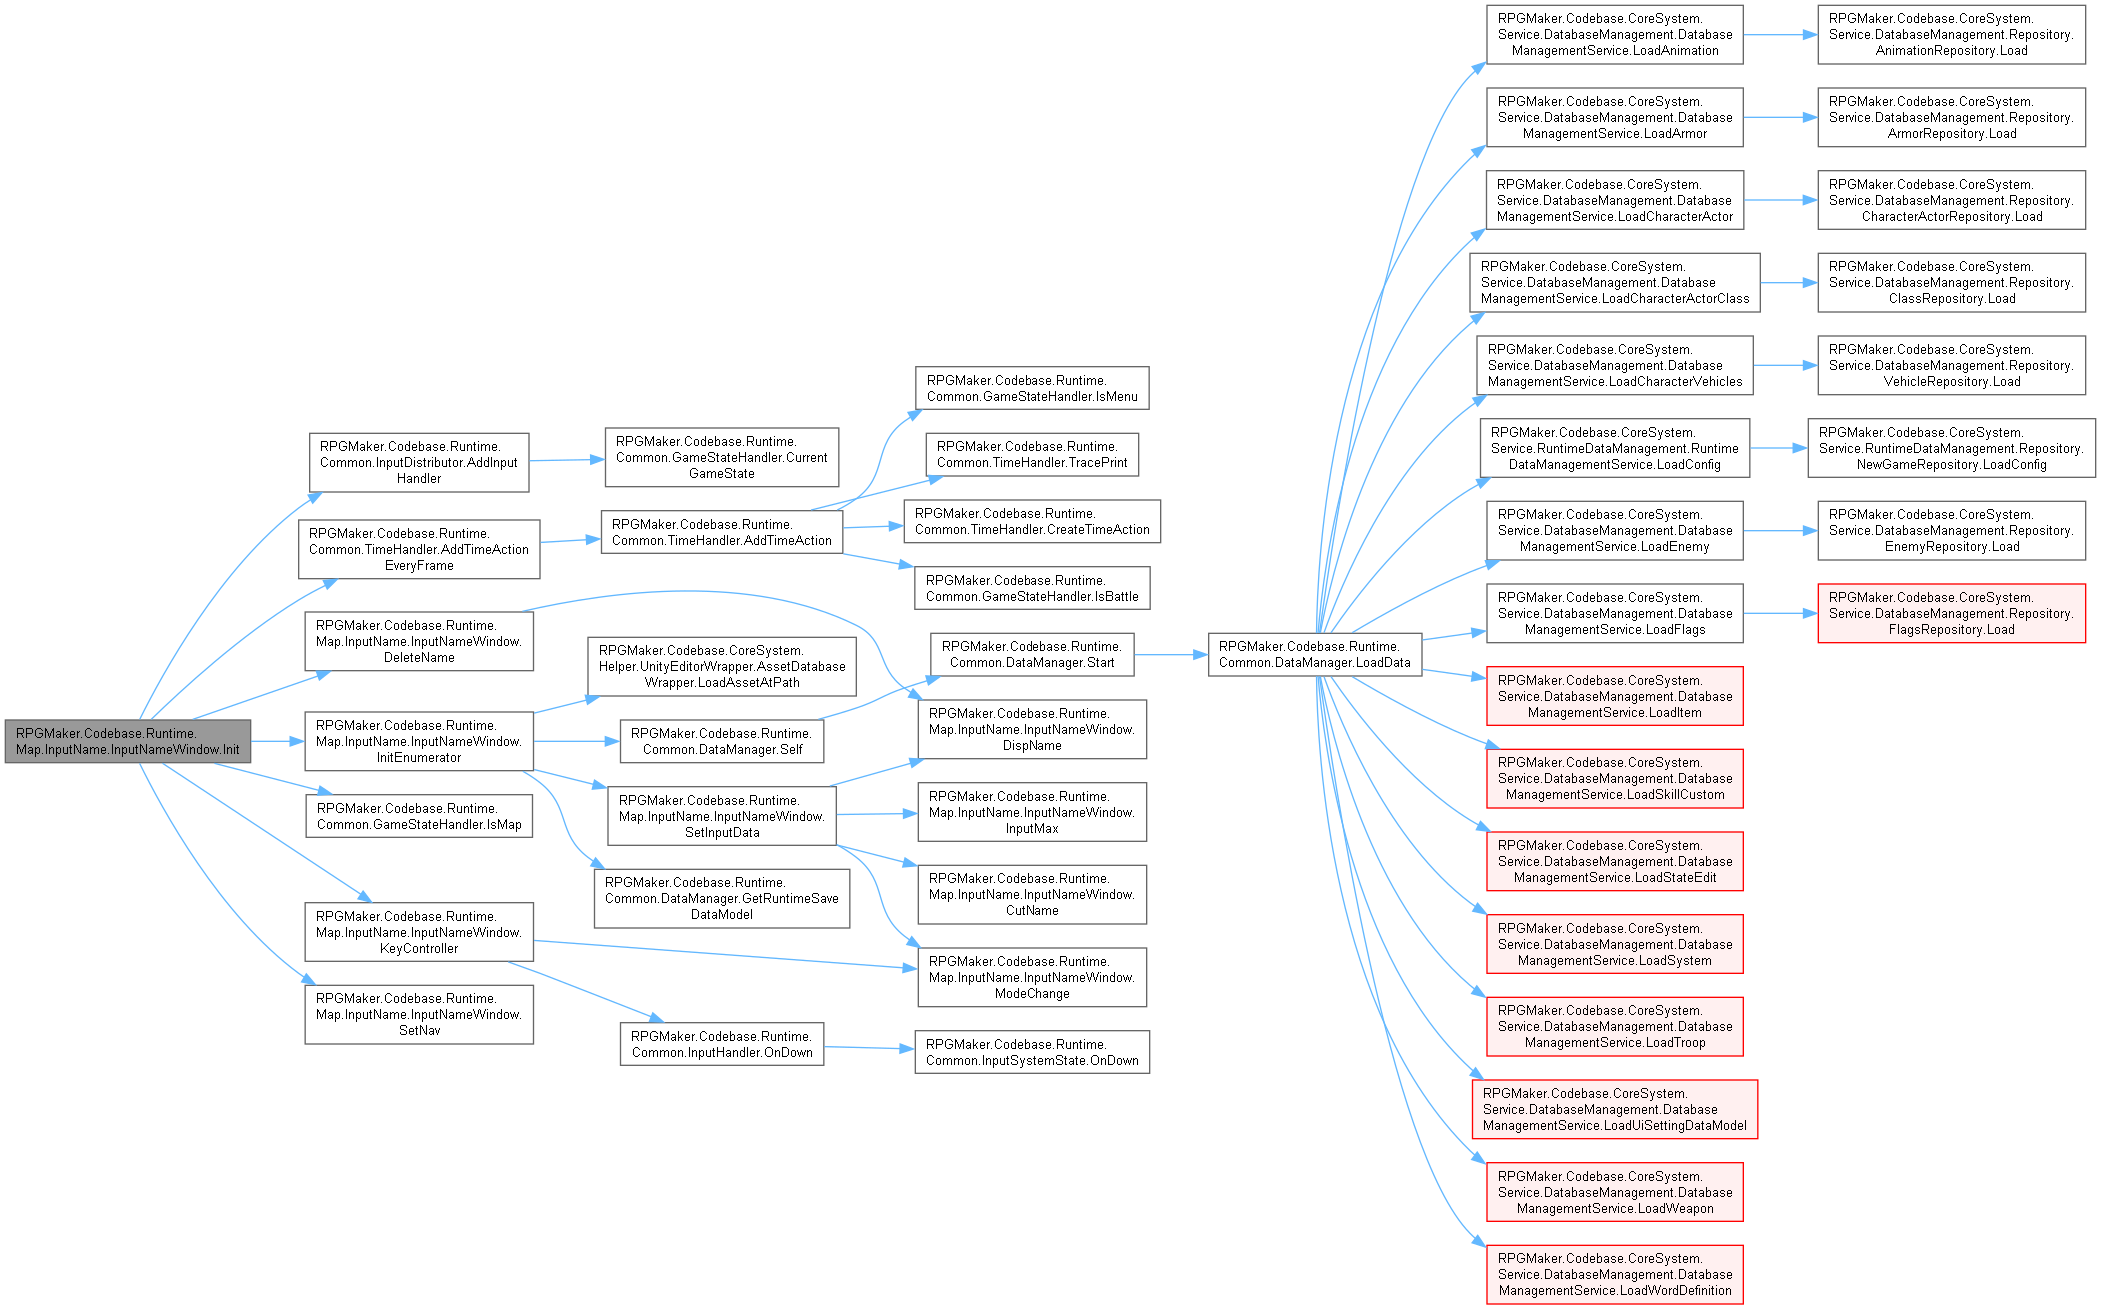 RPGMaker.Codebase.Runtime.
Map.InputName.InputNameWindow.Init
RPGMaker.Codebase.Runtime.
Common.InputDistributor.AddInput
Handler
RPGMaker.Codebase.Runtime.
Common.TimeHandler.AddTimeAction
EveryFrame
RPGMaker.Codebase.Runtime.
Map.InputName.InputNameWindow.
DeleteName
RPGMaker.Codebase.Runtime.
Map.InputName.InputNameWindow.
InitEnumerator
RPGMaker.Codebase.Runtime.
Common.GameStateHandler.IsMap
RPGMaker.Codebase.Runtime.
Map.InputName.InputNameWindow.
KeyController
RPGMaker.Codebase.Runtime.
Map.InputName.InputNameWindow.
SetNav
RPGMaker.Codebase.Runtime.
Common.GameStateHandler.Current
GameState
RPGMaker.Codebase.Runtime.
Common.TimeHandler.AddTimeAction
RPGMaker.Codebase.CoreSystem.
Helper.UnityEditorWrapper.AssetDatabase
Wrapper.LoadAssetAtPath
RPGMaker.Codebase.Runtime.
Common.DataManager.Self
RPGMaker.Codebase.Runtime.
Map.InputName.InputNameWindow.
SetInputData
RPGMaker.Codebase.Runtime.
Common.DataManager.GetRuntimeSave
DataModel
RPGMaker.Codebase.Runtime.
Common.InputHandler.OnDown
RPGMaker.Codebase.Runtime.
Common.GameStateHandler.IsMenu
RPGMaker.Codebase.Runtime.
Common.TimeHandler.TracePrint
RPGMaker.Codebase.Runtime.
Common.TimeHandler.CreateTimeAction
RPGMaker.Codebase.Runtime.
Common.GameStateHandler.IsBattle
RPGMaker.Codebase.Runtime.
Common.DataManager.Start
RPGMaker.Codebase.Runtime.
Map.InputName.InputNameWindow.
DispName
RPGMaker.Codebase.Runtime.
Map.InputName.InputNameWindow.
InputMax
RPGMaker.Codebase.Runtime.
Map.InputName.InputNameWindow.
CutName
RPGMaker.Codebase.Runtime.
Map.InputName.InputNameWindow.
ModeChange
RPGMaker.Codebase.Runtime.
Common.InputSystemState.OnDown
RPGMaker.Codebase.Runtime.
Common.DataManager.LoadData
RPGMaker.Codebase.CoreSystem.
Service.DatabaseManagement.Database
ManagementService.LoadAnimation
RPGMaker.Codebase.CoreSystem.
Service.DatabaseManagement.Database
ManagementService.LoadArmor
RPGMaker.Codebase.CoreSystem.
Service.DatabaseManagement.Database
ManagementService.LoadCharacterActor
RPGMaker.Codebase.CoreSystem.
Service.DatabaseManagement.Database
ManagementService.LoadCharacterActorClass
RPGMaker.Codebase.CoreSystem.
Service.DatabaseManagement.Database
ManagementService.LoadCharacterVehicles
RPGMaker.Codebase.CoreSystem.
Service.RuntimeDataManagement.Runtime
DataManagementService.LoadConfig
RPGMaker.Codebase.CoreSystem.
Service.DatabaseManagement.Database
ManagementService.LoadEnemy
RPGMaker.Codebase.CoreSystem.
Service.DatabaseManagement.Database
ManagementService.LoadFlags
RPGMaker.Codebase.CoreSystem.
Service.DatabaseManagement.Database
ManagementService.LoadItem
RPGMaker.Codebase.CoreSystem.
Service.DatabaseManagement.Database
ManagementService.LoadSkillCustom
RPGMaker.Codebase.CoreSystem.
Service.DatabaseManagement.Database
ManagementService.LoadStateEdit
RPGMaker.Codebase.CoreSystem.
Service.DatabaseManagement.Database
ManagementService.LoadSystem
RPGMaker.Codebase.CoreSystem.
Service.DatabaseManagement.Database
ManagementService.LoadTroop
RPGMaker.Codebase.CoreSystem.
Service.DatabaseManagement.Database
ManagementService.LoadUiSettingDataModel
RPGMaker.Codebase.CoreSystem.
Service.DatabaseManagement.Database
ManagementService.LoadWeapon
RPGMaker.Codebase.CoreSystem.
Service.DatabaseManagement.Database
ManagementService.LoadWordDefinition
RPGMaker.Codebase.CoreSystem.
Service.DatabaseManagement.Repository.
AnimationRepository.Load
RPGMaker.Codebase.CoreSystem.
Service.DatabaseManagement.Repository.
ArmorRepository.Load
RPGMaker.Codebase.CoreSystem.
Service.DatabaseManagement.Repository.
CharacterActorRepository.Load
RPGMaker.Codebase.CoreSystem.
Service.DatabaseManagement.Repository.
ClassRepository.Load
RPGMaker.Codebase.CoreSystem.
Service.DatabaseManagement.Repository.
VehicleRepository.Load
RPGMaker.Codebase.CoreSystem.
Service.RuntimeDataManagement.Repository.
NewGameRepository.LoadConfig
RPGMaker.Codebase.CoreSystem.
Service.DatabaseManagement.Repository.
EnemyRepository.Load
RPGMaker.Codebase.CoreSystem.
Service.DatabaseManagement.Repository.
FlagsRepository.Load